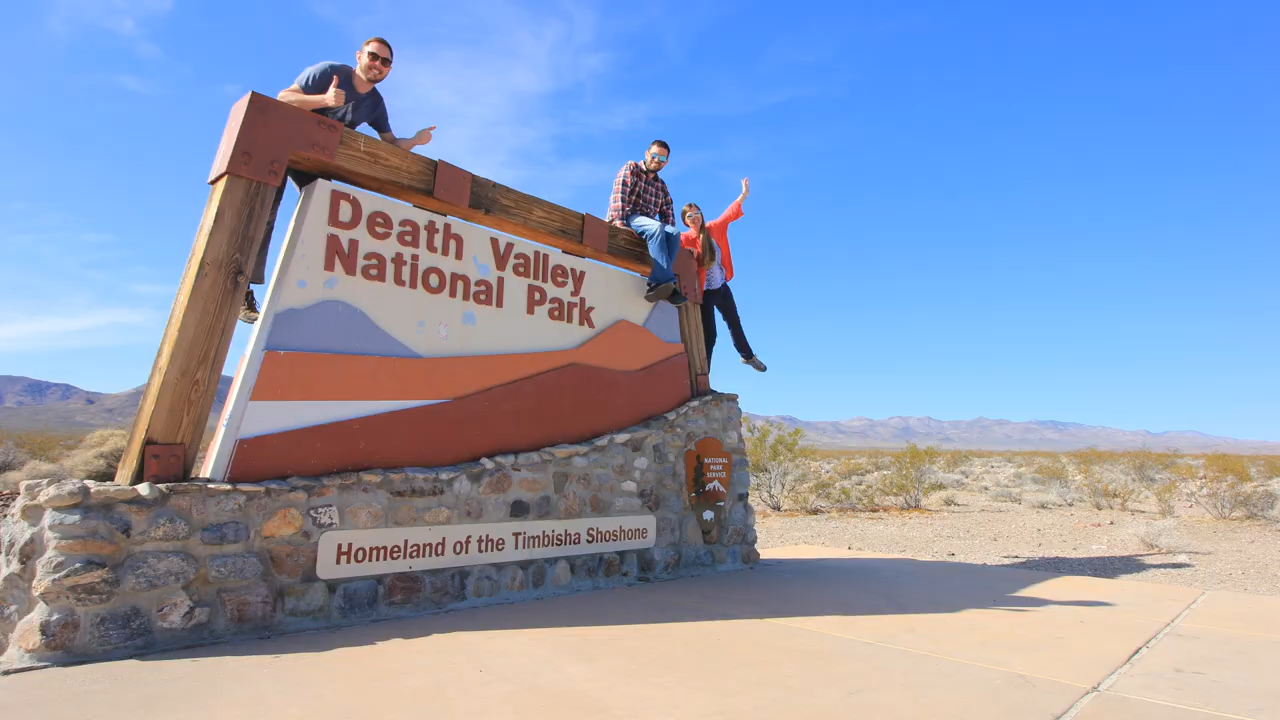 Death Valley
National Park
Homeland of the Timbisha Shoshone
NATIONAL
PARK
SERVICE